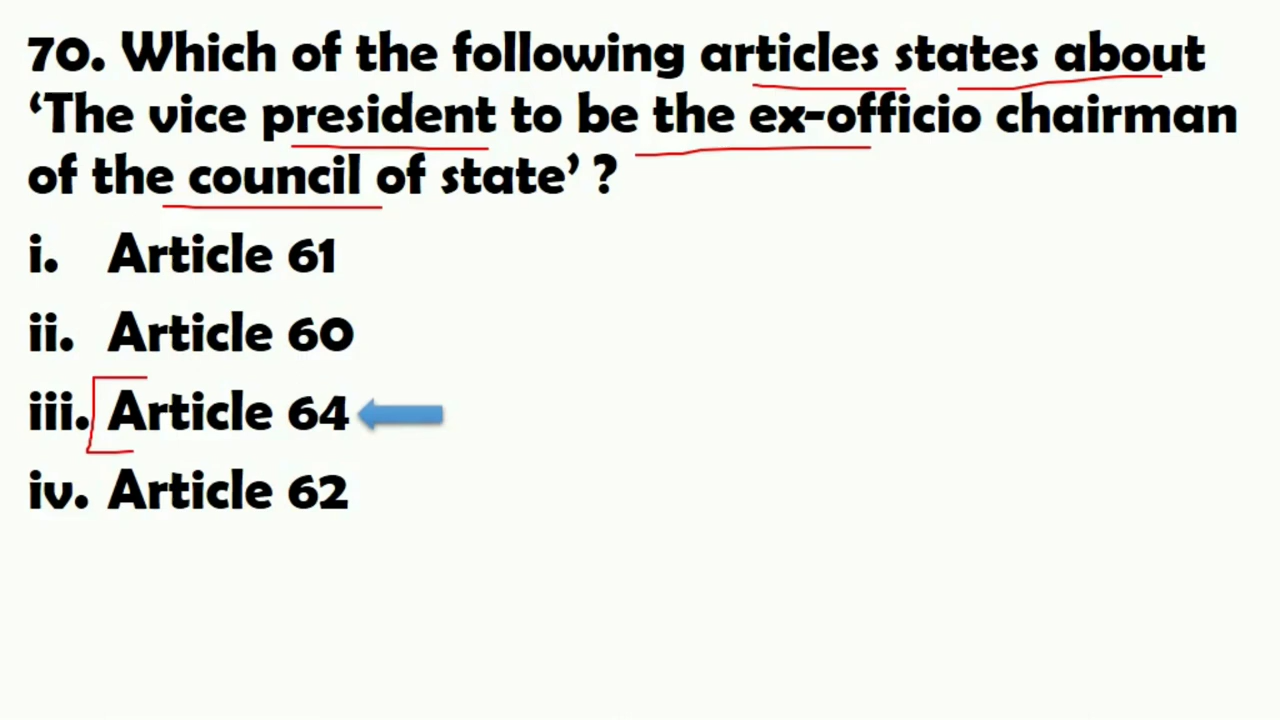 70. Which of the following articles states about
‘The vice president to be the ex-officio chairman
of the council of state’ ?
i. Article 61
ii. Article 60
iii. Article 64
iv. Article 62